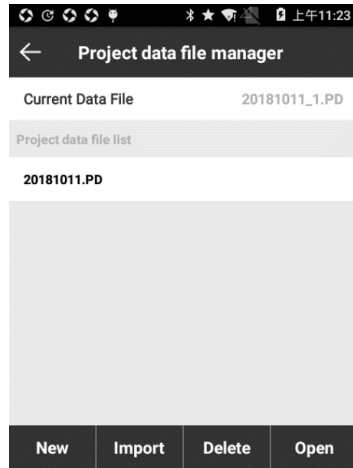 上午11:23
Project data file manager
Current Data File 20181011_1.PD
Project data file list
20181011.PD
New Import Delete Open